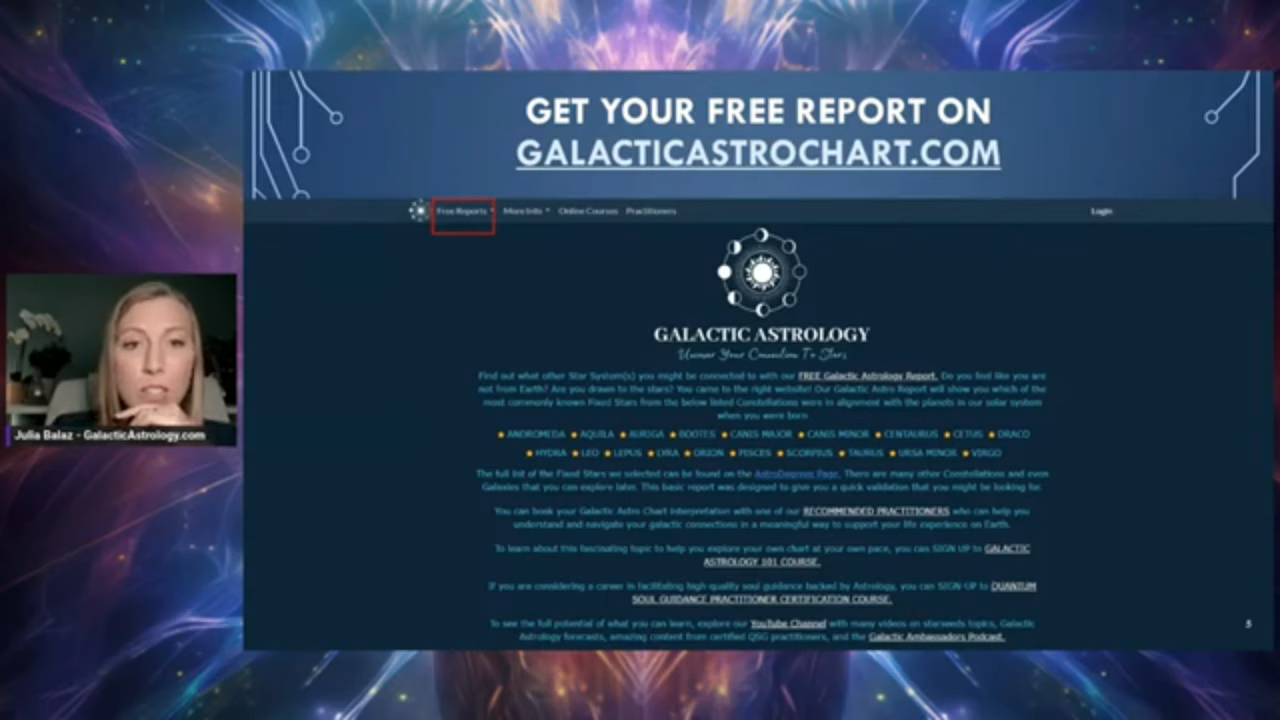 GET YOUR FREE REPORT ON
GALACTICASTROCHART.COM
Free Reports More Info Online Courses Practitioners Login
GALACTIC ASTROLOGY
Uncover Your Connection To Stars
Find out what other Star System(s) you might be connected to with our FREE Galactic Astrology Report. Do you feel like you are
not from Earth? Are you drawn to the stars? You came to the right website! Our Galactic Astro Report will show you which of the
most commonly known Fixed Stars from the below listed Constellations were in alignment with the planets in our solar system
when you were born
★ ANDROMEDA ★ AQUILA ★ AURIGA ★ BOOTES ★ CANIS MAJOR ★ CANIS MINOR ★ CENTAURUS ★ CETUS ★ DRACO
★ HYDRA ★ LEO ★ LEPUS ★ LYRA ★ ORION ★ PISCES ★ SCORPIUS ★ TAURUS ★ URSA MINOR ★ VIRGO
The full list of the Fixed Stars we selected can be found on the AstroDegrees Page. There are many other Constellations and even
Galaxies that you can explore later. This basic report was designed to give you a quick validation that you might be looking for.
You can book your Galactic Astro Chart Interpretation with one of our RECOMMENDED PRACTITIONERS who can help you
understand and navigate your galactic connections in a meaningful way to support your life experience on Earth.
To learn about this fascinating topic to help you explore your own chart at your own pace, you can SIGN UP to GALACTIC
ASTROLOGY 101 COURSE.
If you are considering a career in facilitating high-quality soul guidance backed by Astrology, you can SIGN-UP to QUANTUM
SOUL GUIDANCE PRACTITIONER CERTIFICATION COURSE.
To see the full potential of what you can learn, explore our YouTube Channel with many videos on starseeds topics, Galactic
Astrology forecasts, amazing content from certified QSG practitioners, and the Galactic Ambassadors Podcast.
5
Julia Balaz - GalacticAstrology.com